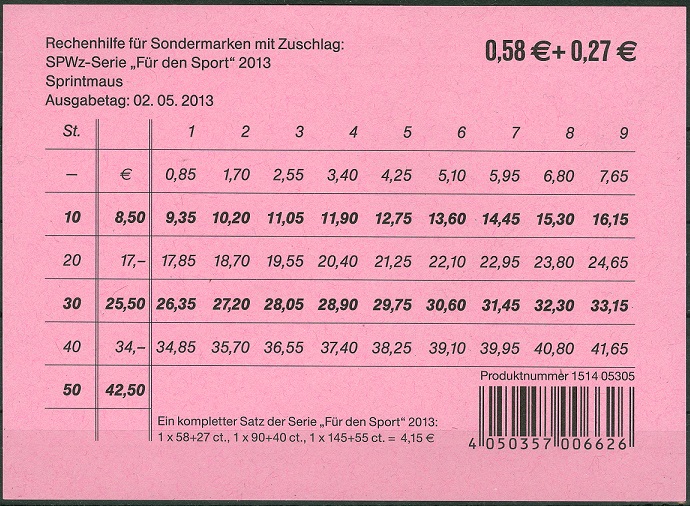 Rechenhilfe für Sondermarken mit Zuschlag:
SPWz-Serie „Für den Sport“ 2013
Sprintmaus
Ausgabetag: 02. 05. 2013
0,58 €+ 0,27 €
St. 1 2 3 4 5 6 7 8 9
– € 0,85 1,70 2,55 3,40 4,25 5,10 5,95 6,80 7,65
10 8,50 9,35 10,20 11,05 11,90 12,75 13,60 14,45 15,30 16,15
20 17,– 17,85 18,70 19,55 20,40 21,25 22,10 22,95 23,80 24,65
30 25,50 26,35 27,20 28,05 28,90 29,75 30,60 31,45 32,30 33,15
40 34,– 34,85 35,70 36,55 37,40 38,25 39,10 39,95 40,80 41,65
50 42,50
Produktnummer 1514 05305
Ein kompletter Satz der Serie „Für den Sport“ 2013:
1 x 58+27 ct., 1 x 90+40 ct., 1 x 145+55 ct. = 4,15 €
4 050357 006626